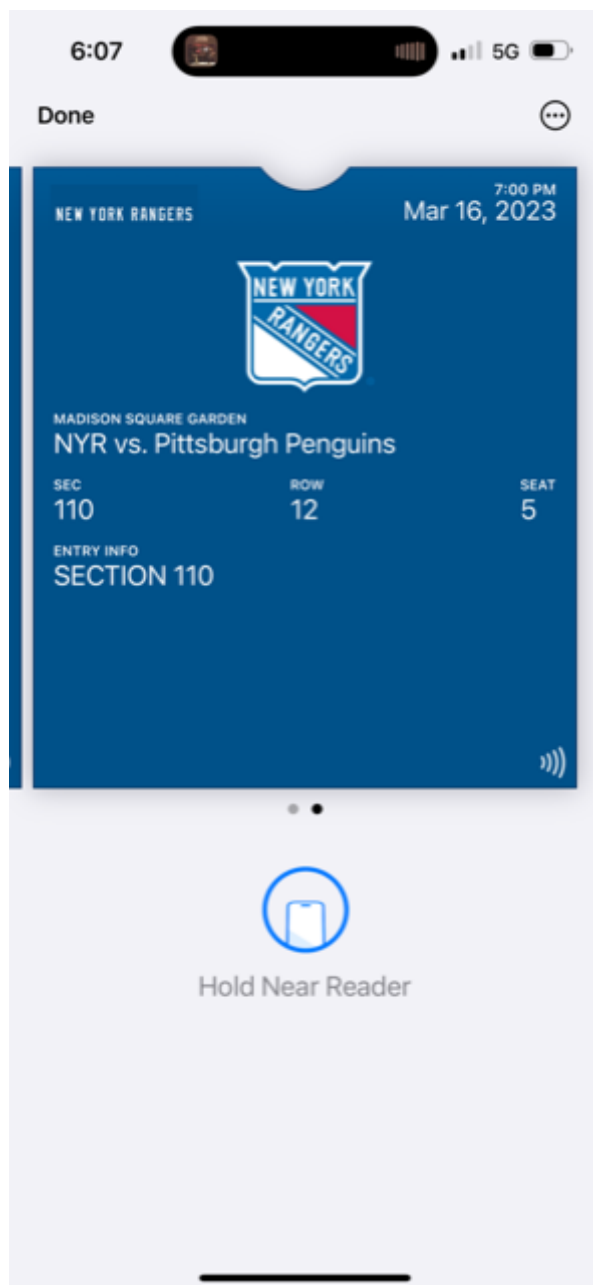 6:07 5G
Done
NEW YORK RANGERS
7:00 PM
Mar 16, 2023
NEW YORK
RANGERS
MADISON SQUARE GARDEN
NYR vs. Pittsburgh Penguins
SEC ROW SEAT
110 12 5
ENTRY INFO
SECTION 110
Hold Near Reader